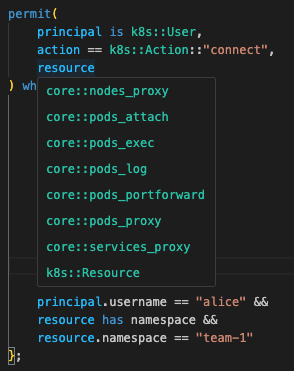 permit(
principal is k8s::User,
action == k8s::Action::"connect",
resource
) wh
core::nodes_proxy
core::pods_attach
core::pods_exec
core::pods_log
core::pods_portforward
core::pods_proxy
core::services_proxy
k8s::Resource
principal.username == "alice" &&
resource has namespace &&
resource.namespace == "team-1"
};